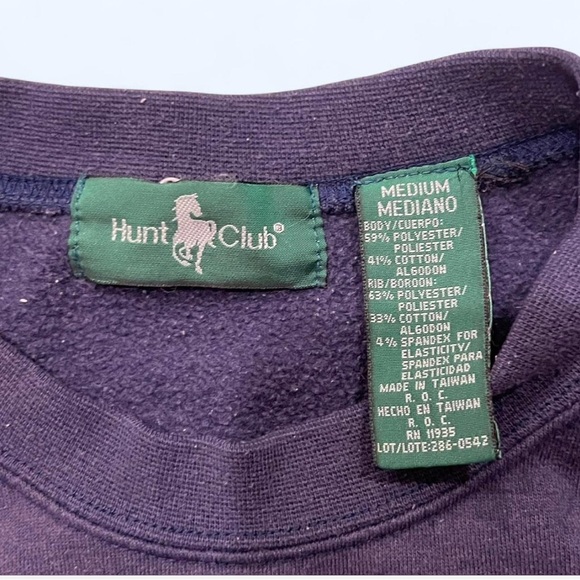 Hunt Club®
MEDIUM
MEDIANO
BODY/CUERPO:
59% POLYESTER/
POLIESTER
41% COTTON/
ALGODON
RIB/BOROON:
63% POLYESTER/
POLIESTER
33% COTTON/
ALGODON
4% SPANDEX FOR
ELASTICITY/
SPANDEX PARA
ELASTICIDAD
MADE IN TAIWAN
R. O. C.
HECHO EN TAIWAN
R. O. C.
RN 11935
LOT/LOTE:286-0542